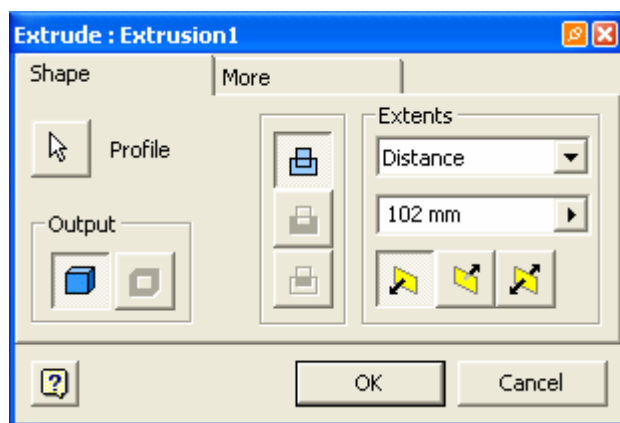 Extrude : Extrusion1
Shape
More
Profile
Output
Extents
Distance
102 mm
?
OK
Cancel